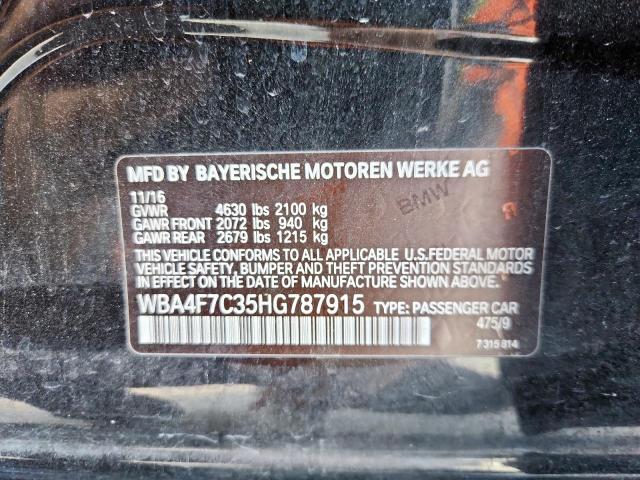 MFD BY BAYERISCHE MOTOREN WERKE AG
11/16
BMW
GVWR 4630 lbs 2100 kg
GAWR FRONT 2072 lbs 940 kg
GAWR REAR 2679 lbs 1215 kg
THIS VEHICLE CONFORMS TO ALL APPLICABLE U.S.FEDERAL MOTOR
VEHICLE SAFETY, BUMPER AND THEFT PREVENTION STANDARDS
IN EFFECT ON THE DATE OF MANUFACTURE SHOWN ABOVE.
WBA4F7C35HG787915 TYPE: PASSENGER CAR
475/9
7 315 814